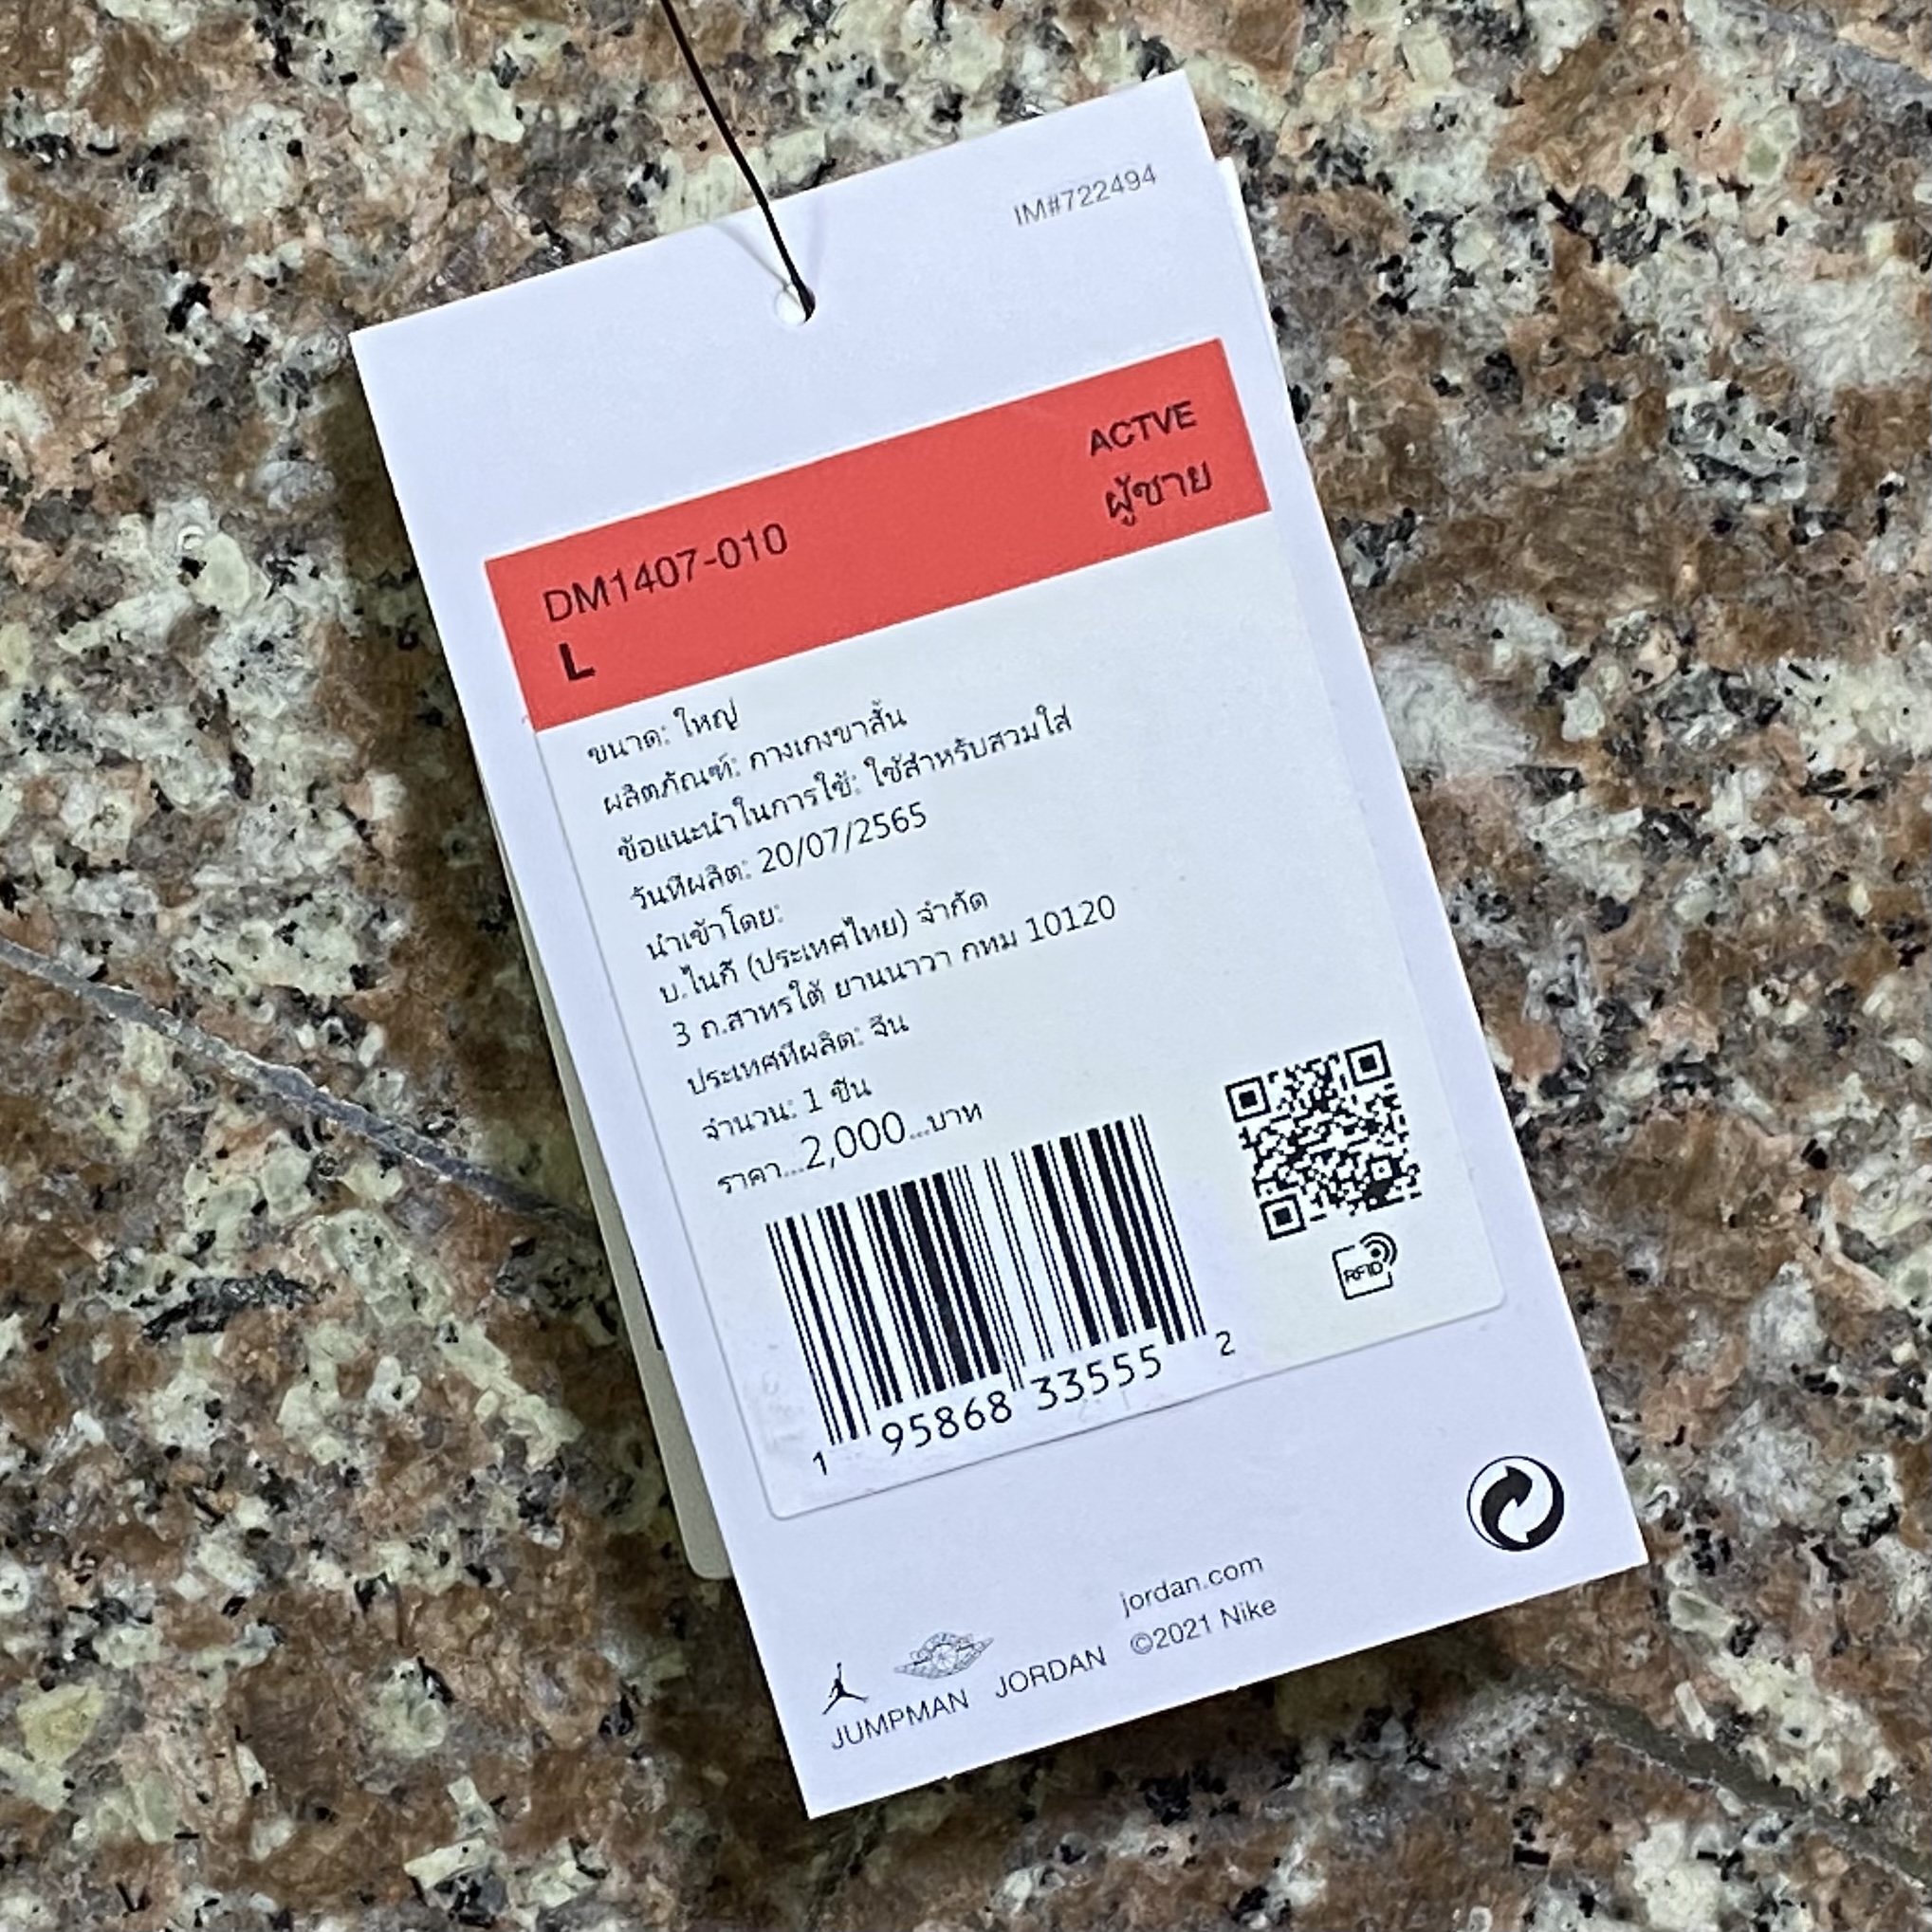 IM#722494
ACTVE
ผู้ชาย
DM1407-010
L
ขนาด: ใหญ่
ผลิตภัณฑ์: กางเกงขาสั้น
ข้อแนะนำในการใช้: ใช้สำหรับสวมใส่
วันที่ผลิต: 20/07/2565
นำเข้าโดย:
บ.ไนกี้ (ประเทศไทย) จำกัด
3 ถ.สาทรใต้ ยานนาวา กทม 10120
ประเทศที่ผลิต: จีน
จำนวน: 1 ชิ้น
ราคา...2,000...บาท
1 95868 33555 2
RFID
jordan.com
©2021 Nike
JUMPMAN JORDAN